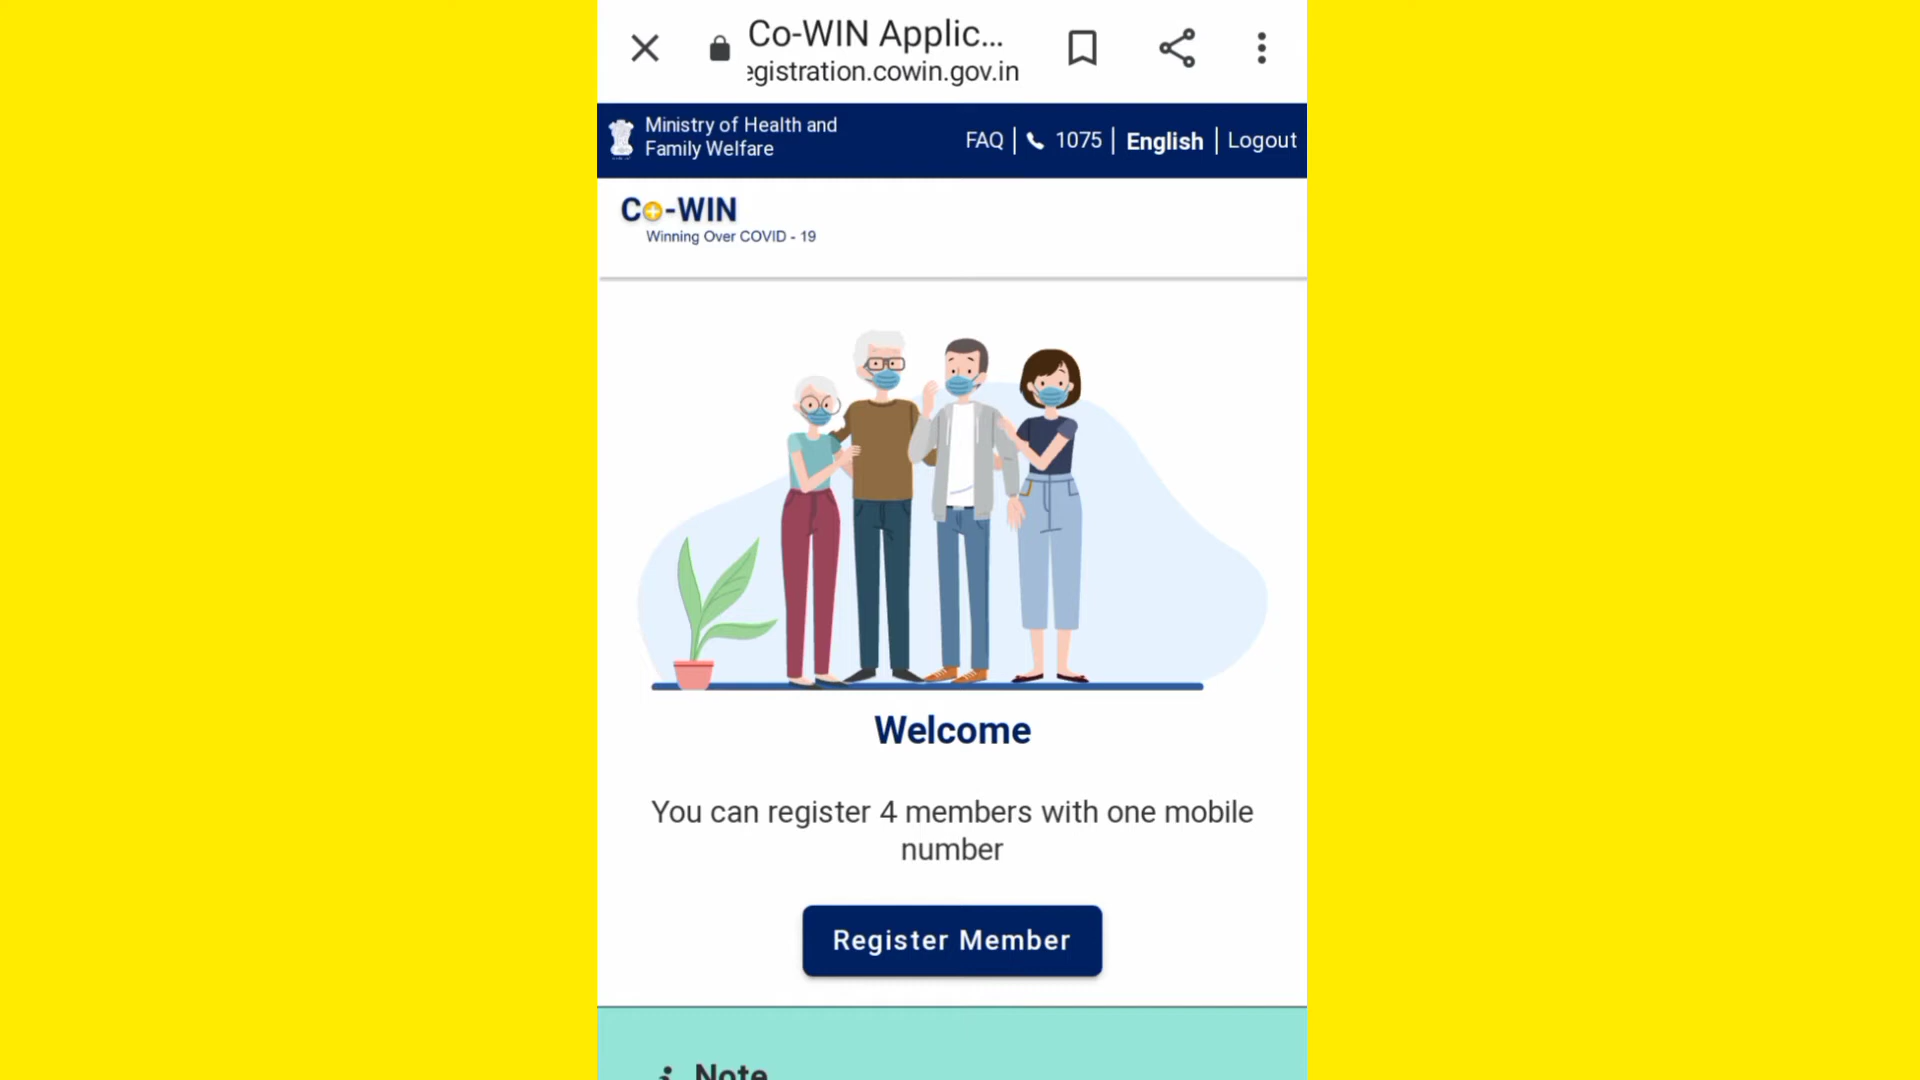 Co-WIN Applic...
egistration.cowin.gov.in
Ministry of Health and
Family Welfare
FAQ | 1075 | English | Logout
Co-WIN
Winning Over COVID - 19
Welcome
You can register 4 members with one mobile
number
Register Member
Note